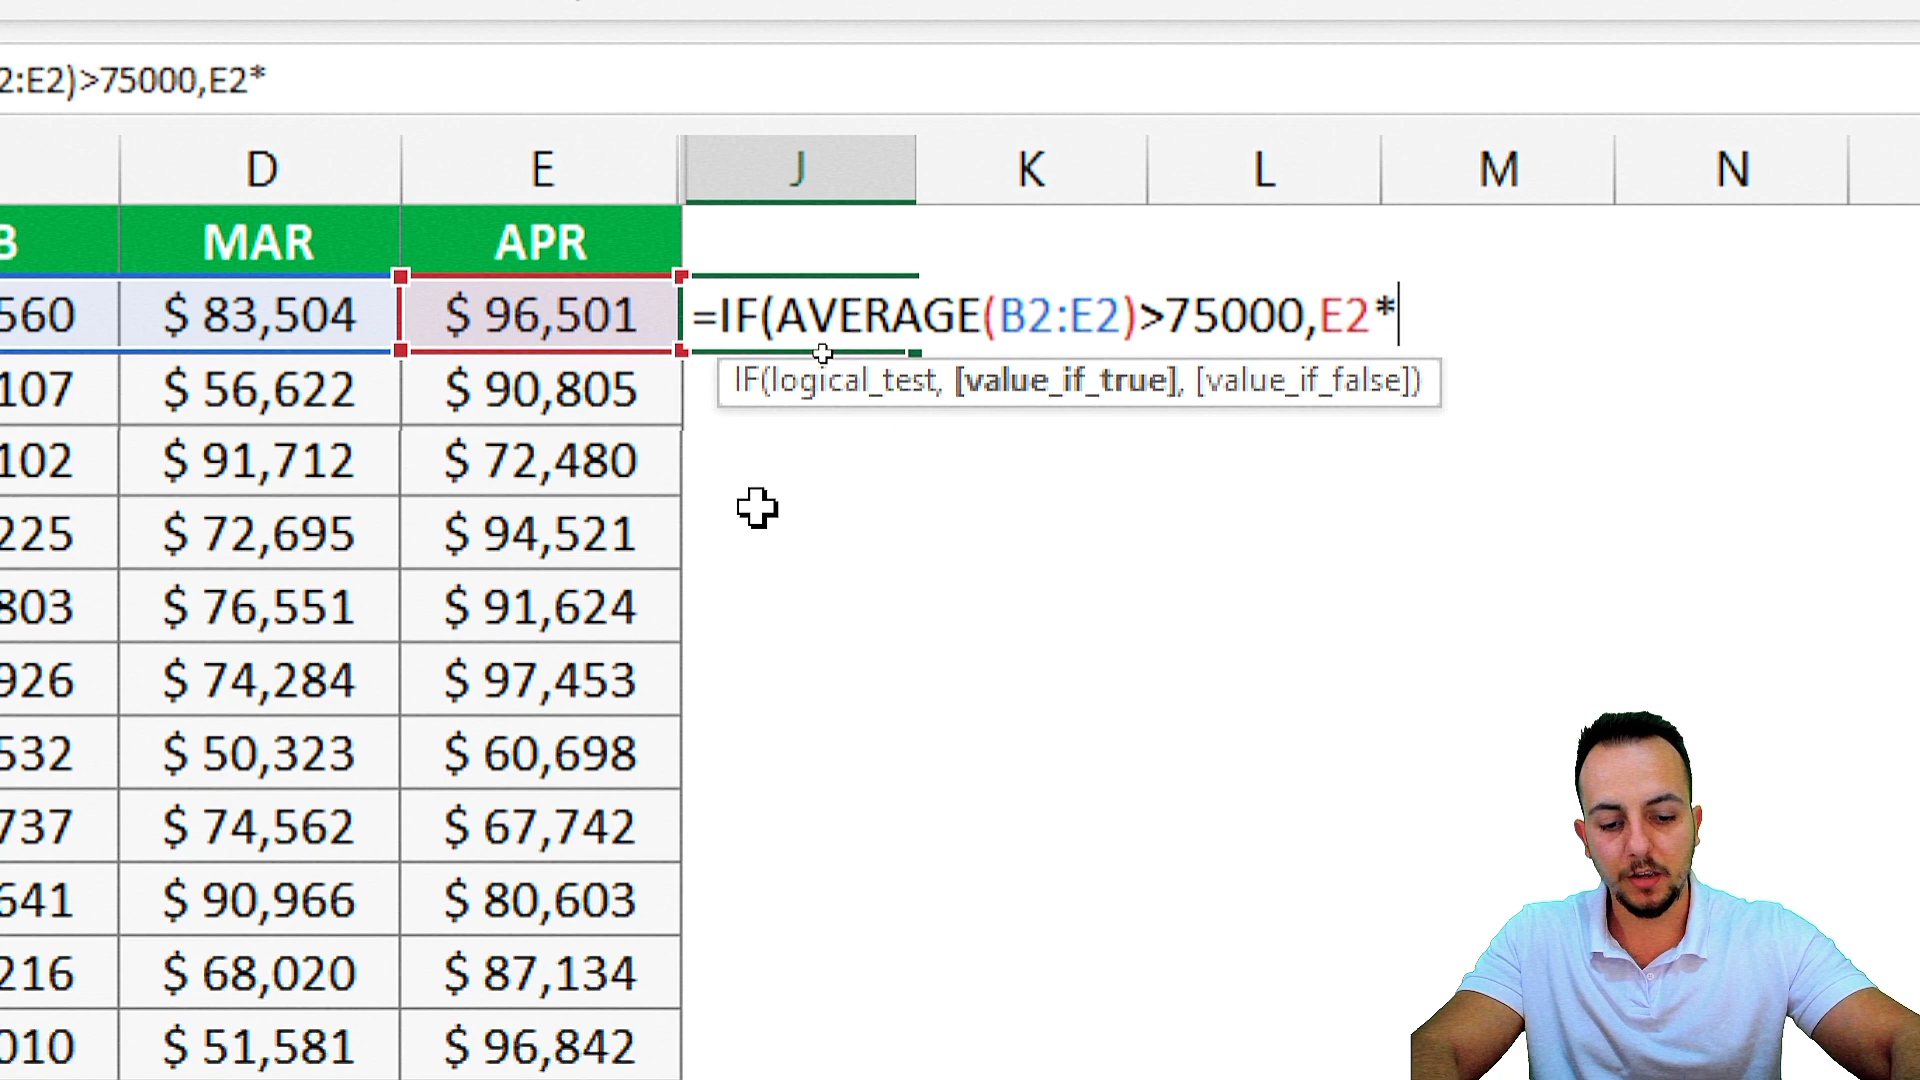 2:E2)>75000,E2*
D E J K L M N
B MAR APR
560 $ 83,504 $ 96,501 =IF(AVERAGE(B2:E2)>75000,E2*
107 $ 56,622 $ 90,805 IF(logical_test, [value_if_true], [value_if_false])
102 $ 91,712 $ 72,480
225 $ 72,695 $ 94,521
803 $ 76,551 $ 91,624
926 $ 74,284 $ 97,453
532 $ 50,323 $ 60,698
737 $ 74,562 $ 67,742
641 $ 90,966 $ 80,603
216 $ 68,020 $ 87,134
010 $ 51,581 $ 96,842